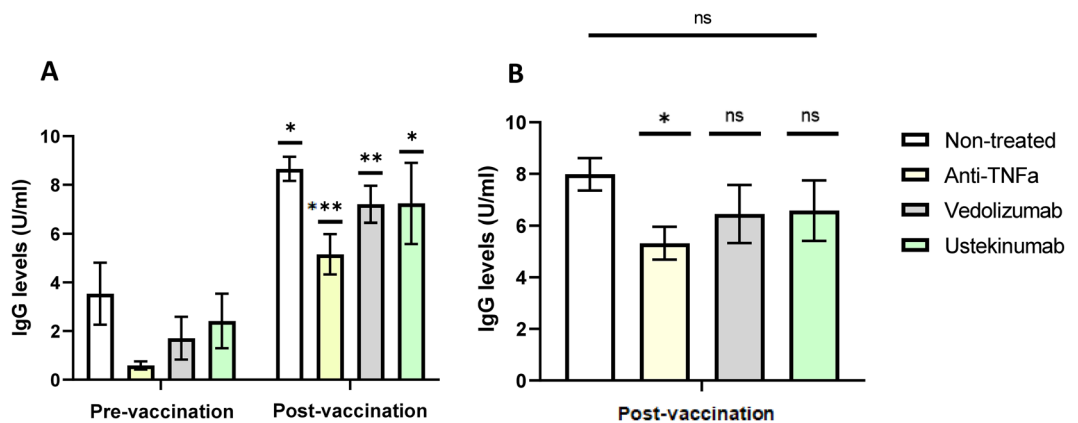 ns
A
B
IgG levels (U/ml)
10
8
6
4
2
0
*
***
**
*
Pre-vaccination
Post-vaccination
IgG levels (U/ml)
10
8
6
4
2
0
*
ns
ns
Post-vaccination
Non-treated
Anti-TNFa
Vedolizumab
Ustekinumab